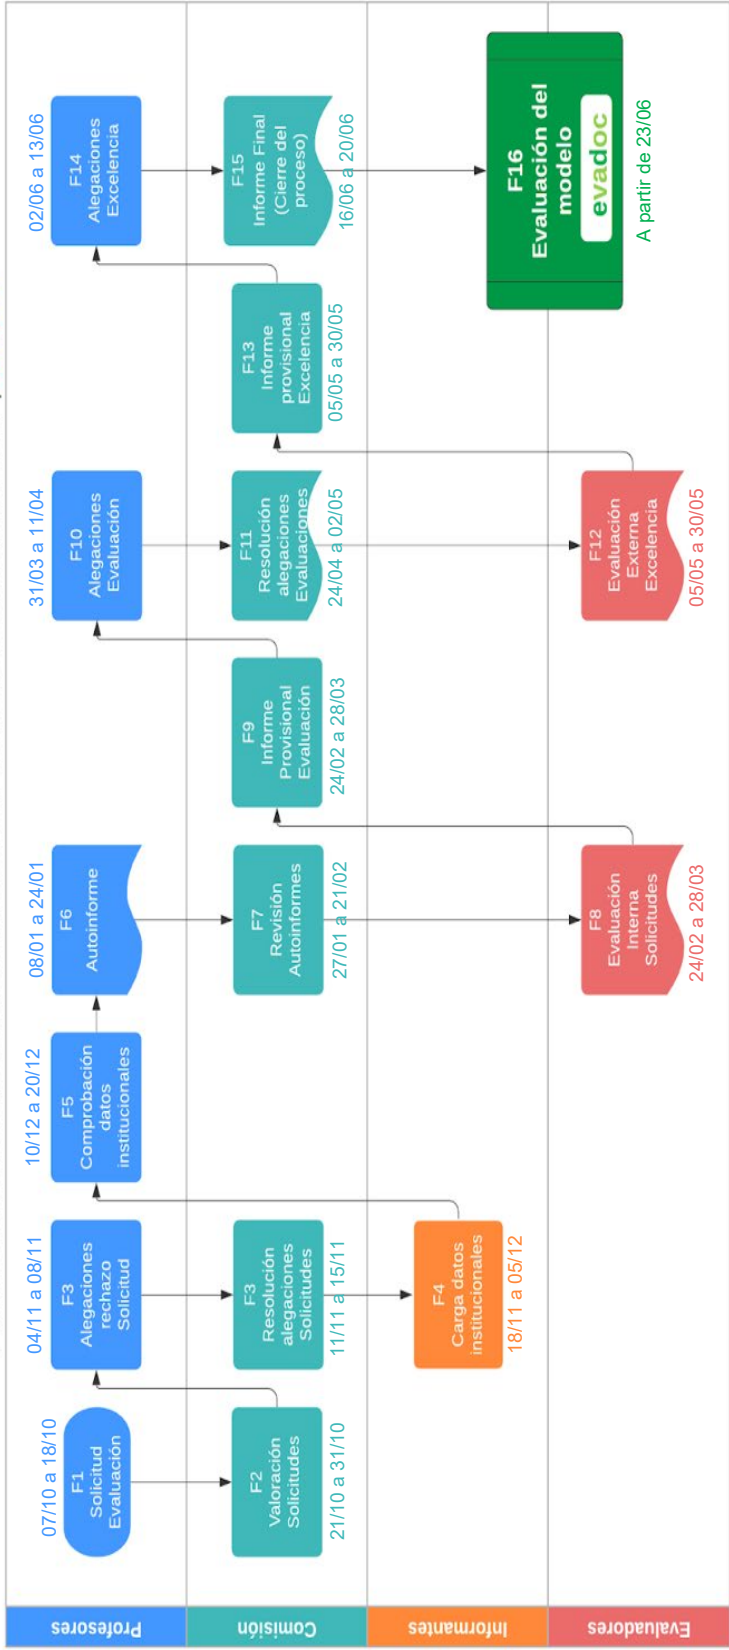 Profesores
07/10 a 18/10
F1
Solicitud
Evaluación
04/11 a 08/11
F3
Alegaciones
rechazo
Solicitud
10/12 a 20/12
F5
Comprobación
datos
institucionales
08/01 a 24/01
F6
Autoinforme
31/03 a 11/04
F10
Alegaciones
Evaluación
02/06 a 13/06
F14
Alegaciones
Excelencia
Comisión
F2
Valoración
Solicitudes
21/10 a 31/10
F3
Resolución
alegaciones
Solicitudes
11/11 a 15/11
F7
Revisión
Autoinformes
27/01 a 21/02
F9
Informe
Provisional
Evaluación
24/02 a 28/03
F11
Resolución
alegaciones
Evaluaciones
24/04 a 02/05
F13
Informe
provisional
Excelencia
05/05 a 30/05
F15
Informe Final
(Cierre del
proceso)
16/06 a 20/06
Informantes
F4
Carga datos
institucionales
18/11 a 05/12
F16
Evaluación del
modelo
evadoc
A partir de 23/06
Evaluadores
F8
Evaluación
Interna
Solicitudes
24/02 a 28/03
F12
Evaluación
Externa
Excelencia
05/05 a 30/05